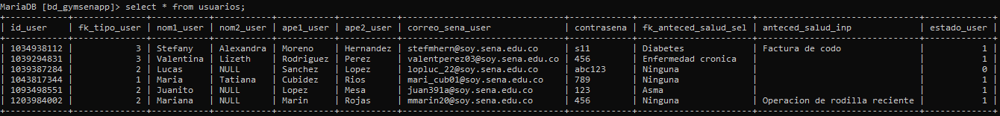 MariaDB [bd_gymsenapp]> select * from usuarios;
+------------+--------------+-----------+-----------+-----------+-----------+------------------------------+------------+----------------------+-----------------------------+-------------+
| id_user    | fk_tipo_user | nom1_user | nom2_user | ape1_user | ape2_user | correo_sena_user             | contrasena | fk_anteced_salud_sel | anteced_salud_inp           | estado_user |
+------------+--------------+-----------+-----------+-----------+-----------+------------------------------+------------+----------------------+-----------------------------+-------------+
| 1034938112 |            3 | Stefany   | Alexandra | Moreno    | Hernandez | stefmhern@soy.sena.edu.co    | s11        | Diabetes             | Factura de codo             |           1 |
| 1039294831 |            3 | Valentina | Lizeth    | Rodriguez | Perez     | valentperez03@soy.sena.edu.co | 456        | Enfermedad cronica   |                             |           1 |
| 1039387284 |            2 | Lucas     | NULL      | Sanchez   | Lopez     | lopluc_22@soy.sena.edu.co    | abc123     | Ninguna              |                             |           0 |
| 1043817344 |            1 | Maria     | Tatiana   | Cubidez   | Rios      | mari_cub01@soy.sena.edu.co   | 789        | Ninguna              |                             |           1 |
| 1093498551 |            2 | Juanito   | NULL      | Lopez     | Mesa      | juan391a@soy.sena.edu.co     | 123        | Asma                 |                             |           1 |
| 1203984002 |            2 | Mariana   | NULL      | Marin     | Rojas     | mmarin20@soy.sena.edu.co     | 456        | Ninguna              | Operacion de rodilla reciente |           1 |
+------------+--------------+-----------+-----------+-----------+-----------+------------------------------+------------+----------------------+-----------------------------+-------------+